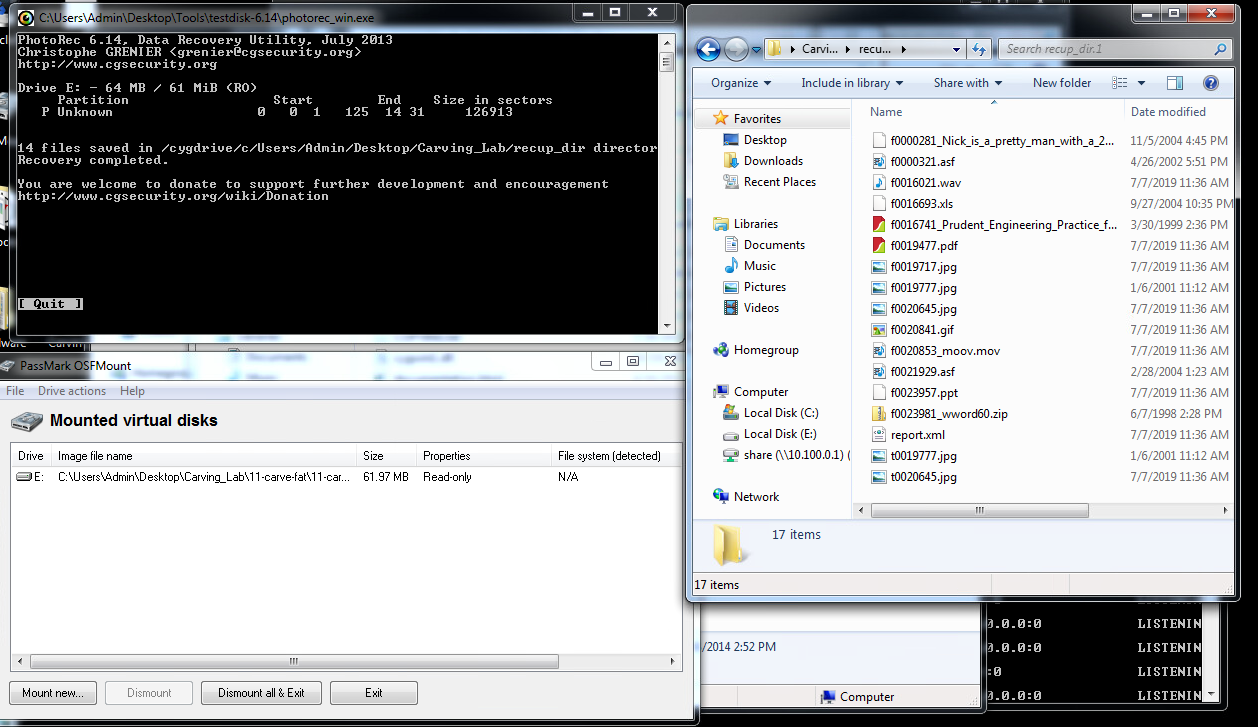 C:\Users\Admin\Desktop\Tools\testdisk-6.14\photorec_win.exe
PhotoRec 6.14, Data Recovery Utility, July 2013
Christophe GRENIER <grenier@cgsecurity.org>
http://www.cgsecurity.org
Drive E: - 64 MB / 61 MiB (RO)
Partition Start End Size in sectors
P Unknown 0 0 1 125 14 31 126913
14 files saved in /cygdrive/c/Users/Admin/Desktop/Carving_Lab/recup_dir director
Recovery completed.
You are welcome to donate to support further development and encouragement
http://www.cgsecurity.org/wiki/Donation
[ Quit ]
PassMark OSFMount
File Drive actions Help
Mounted virtual disks
Drive Image file name Size Properties File system (detected)
E: C:\Users\Admin\Desktop\Carving_Lab\11-carve-fat\11-car... 61.97 MB Read-only N/A
Mount new... Dismount Dismount all & Exit Exit
Carvi... recu... Search recup_dir.1
Organize Include in library Share with New folder
Favorites
Desktop
Downloads
Recent Places
Libraries
Documents
Music
Pictures
Videos
Homegroup
Computer
Local Disk (C:)
Local Disk (E:)
share (\\10.100.0.1) (
Network
Name Date modified
f0000281_Nick_is_a_pretty_man_with_a_2... 11/5/2004 4:45 PM
f0000321.asf 4/26/2002 5:51 PM
f0016021.wav 7/7/2019 11:36 AM
f0016693.xls 9/27/2004 10:35 PM
f0016741_Prudent_Engineering_Practice_f... 3/30/1999 2:36 PM
f0019477.pdf 7/7/2019 11:36 AM
f0019717.jpg 7/7/2019 11:36 AM
f0019777.jpg 1/6/2001 11:12 AM
f0020645.jpg 7/7/2019 11:36 AM
f0020841.gif 7/7/2019 11:36 AM
f0020853_moov.mov 7/7/2019 11:36 AM
f0021929.asf 2/28/2004 1:23 AM
f0023957.ppt 7/7/2019 11:36 AM
f0023981_wword60.zip 6/7/1998 2:28 PM
report.xml 7/7/2019 11:36 AM
t0019777.jpg 1/6/2001 11:12 AM
t0020645.jpg 7/7/2019 11:36 AM
17 items
17 items
/2014 2:52 PM
Computer
0.0.0:0 LISTENIN
0.0.0:0 LISTENIN
:0 LISTENIN
0.0.0:0 LISTENIN